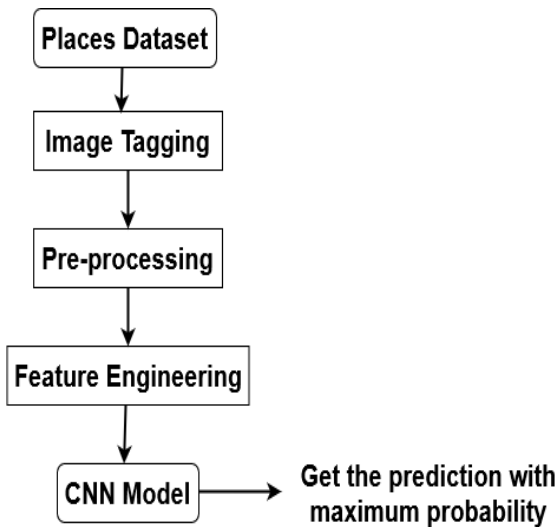 Places Dataset
Image Tagging
Pre-processing
Feature Engineering
CNN Model
Get the prediction with
maximum probability